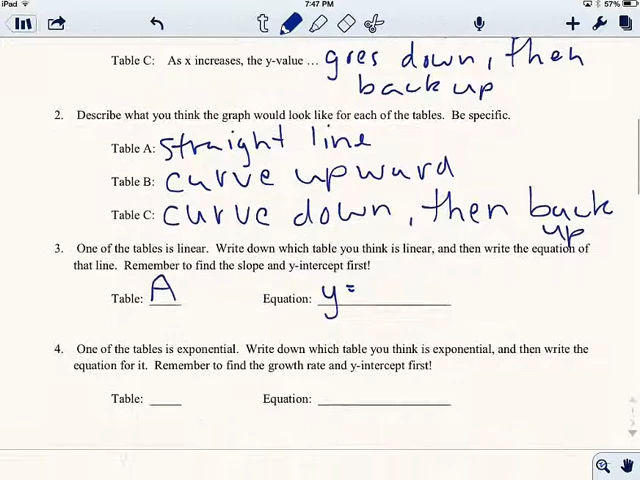 iPad
7:47 PM
57%
t
Table C: As x increases, the y-value ... goes down, then
back up
2. Describe what you think the graph would look like for each of the tables. Be specific.
Table A: straight line
Table B: curve upward
Table C: curve down, then back
up
3. One of the tables is linear. Write down which table you think is linear, and then write the equation of
that line. Remember to find the slope and y-intercept first!
Table: A Equation: y=
4. One of the tables is exponential. Write down which table you think is exponential, and then write the
equation for it. Remember to find the growth rate and y-intercept first!
Table: ____ Equation: ____________________